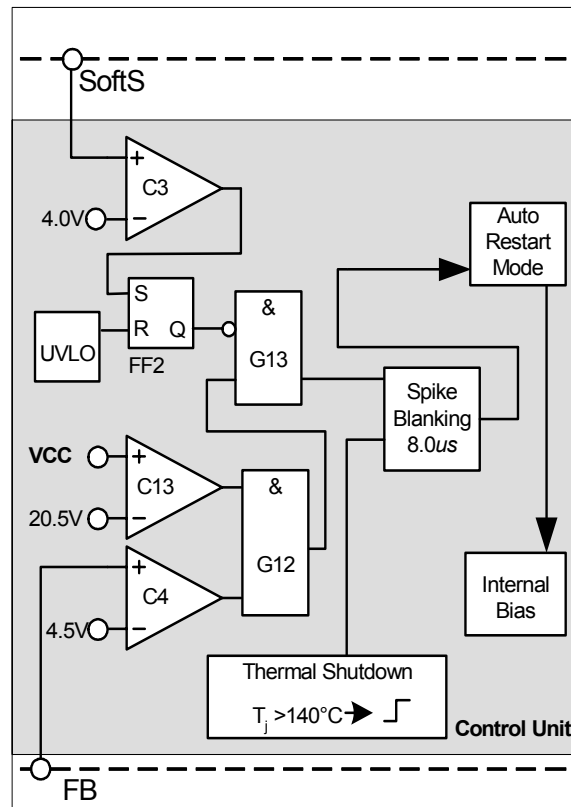 SoftS
+
C3
4.0V
−
Auto
Restart
Mode
S
R Q
FF2
UVLO
&
G13
Spike
Blanking
8.0us
VCC
+
C13
20.5V
−
&
G12
+
C4
4.5V
−
Internal
Bias
Thermal Shutdown
Tj >140°C
Control Unit
FB